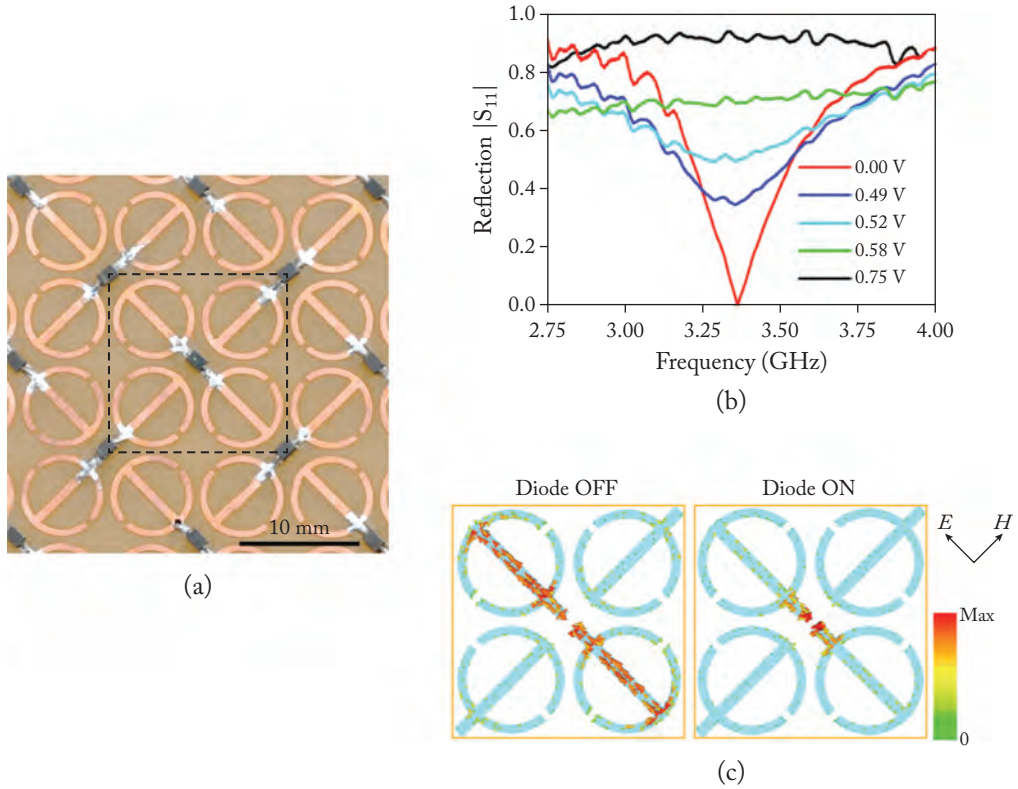 10 mm
(a)
1.0
0.8
0.6
0.4
0.2
0.0
Reflection |S₁₁|
0.00 V
0.49 V
0.52 V
0.58 V
0.75 V
2.75 3.00 3.25 3.50 3.75 4.00
Frequency (GHz)
(b)
Diode OFF Diode ON
E H
Max
0
(c)